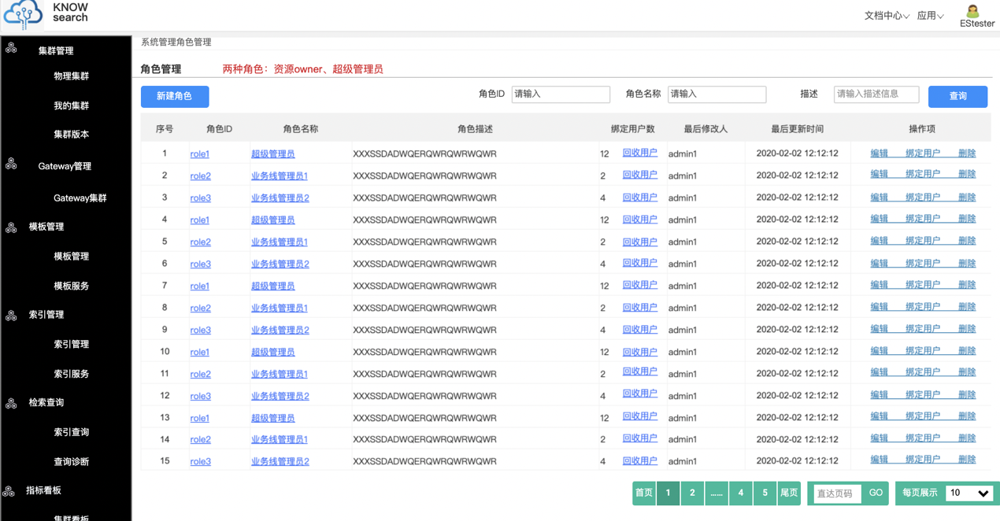 KNOW
search
文档中心 应用
EStester
集群管理
物理集群
我的集群
集群版本
Gateway管理
Gateway集群
模板管理
模板管理
模板服务
索引管理
索引管理
索引服务
检索查询
索引查询
查询诊断
指标看板
集群看板
系统管理角色管理
角色管理 两种角色：资源owner、超级管理员
新建角色 角色ID 请输入 角色名称 请输入 描述 请输入描述信息 查询
序号 角色ID 角色名称 角色描述 绑定用户数 最后修改人 最后更新时间 操作项
1 role1 超级管理员 XXXSSDADWQERQWRQWRWQWR 12 回收用户 admin1 2020-02-02 12:12:12 编辑 绑定用户 删除
2 role2 业务线管理员1 XXXSSDADWQERQWRQWRWQWR 2 回收用户 admin1 2020-02-02 12:12:12 编辑 绑定用户 删除
3 role3 业务线管理员2 XXXSSDADWQERQWRQWRWQWR 4 回收用户 admin1 2020-02-02 12:12:12 编辑 绑定用户 删除
4 role1 超级管理员 XXXSSDADWQERQWRQWRWQWR 12 回收用户 admin1 2020-02-02 12:12:12 编辑 绑定用户 删除
5 role2 业务线管理员1 XXXSSDADWQERQWRQWRWQWR 2 回收用户 admin1 2020-02-02 12:12:12 编辑 绑定用户 删除
6 role3 业务线管理员2 XXXSSDADWQERQWRQWRWQWR 4 回收用户 admin1 2020-02-02 12:12:12 编辑 绑定用户 删除
7 role1 超级管理员 XXXSSDADWQERQWRQWRWQWR 12 回收用户 admin1 2020-02-02 12:12:12 编辑 绑定用户 删除
8 role2 业务线管理员1 XXXSSDADWQERQWRQWRWQWR 2 回收用户 admin1 2020-02-02 12:12:12 编辑 绑定用户 删除
9 role3 业务线管理员2 XXXSSDADWQERQWRQWRWQWR 4 回收用户 admin1 2020-02-02 12:12:12 编辑 绑定用户 删除
10 role1 超级管理员 XXXSSDADWQERQWRQWRWQWR 12 回收用户 admin1 2020-02-02 12:12:12 编辑 绑定用户 删除
11 role2 业务线管理员1 XXXSSDADWQERQWRQWRWQWR 2 回收用户 admin1 2020-02-02 12:12:12 编辑 绑定用户 删除
12 role3 业务线管理员2 XXXSSDADWQERQWRQWRWQWR 4 回收用户 admin1 2020-02-02 12:12:12 编辑 绑定用户 删除
13 role1 超级管理员 XXXSSDADWQERQWRQWRWQWR 12 回收用户 admin1 2020-02-02 12:12:12 编辑 绑定用户 删除
14 role2 业务线管理员1 XXXSSDADWQERQWRQWRWQWR 2 回收用户 admin1 2020-02-02 12:12:12 编辑 绑定用户 删除
15 role3 业务线管理员2 XXXSSDADWQERQWRQWRWQWR 4 回收用户 admin1 2020-02-02 12:12:12 编辑 绑定用户 删除
首页 1 2 ...... 4 5 尾页 直达页码 GO 每页展示 10